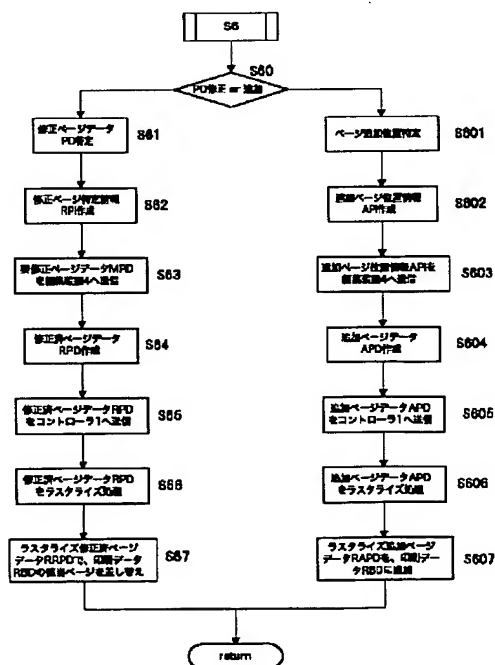 S6
S60
PD修正 or 追加
修正ページデータ
PD特定
S61
修正ページ特定情報
RPI作成
S62
要修正ページデータMPD
を編集装置4へ送信
S63
修正済ページデータ
RPD作成
S64
修正済ページデータRPD
をコントローラ1へ送信
S65
修正済ページデータRPD
をラスタライズ処理
S66
ラスタライズ修正済ページ
データRRPDで、印刷データ
RBDの該当ページを差し替え
S67
ページ追加位置特定
S601
追加ページ位置情報
API作成
S602
追加ページ位置情報APIを
編集装置4へ送信
S603
追加ページデータ
APD作成
S604
追加ページデータAPD
をコントローラ1へ送信
S605
追加ページデータAPD
をラスタライズ処理
S606
ラスタライズ追加ページ
データRAPDを、印刷データ
RBDに追加
S607
return